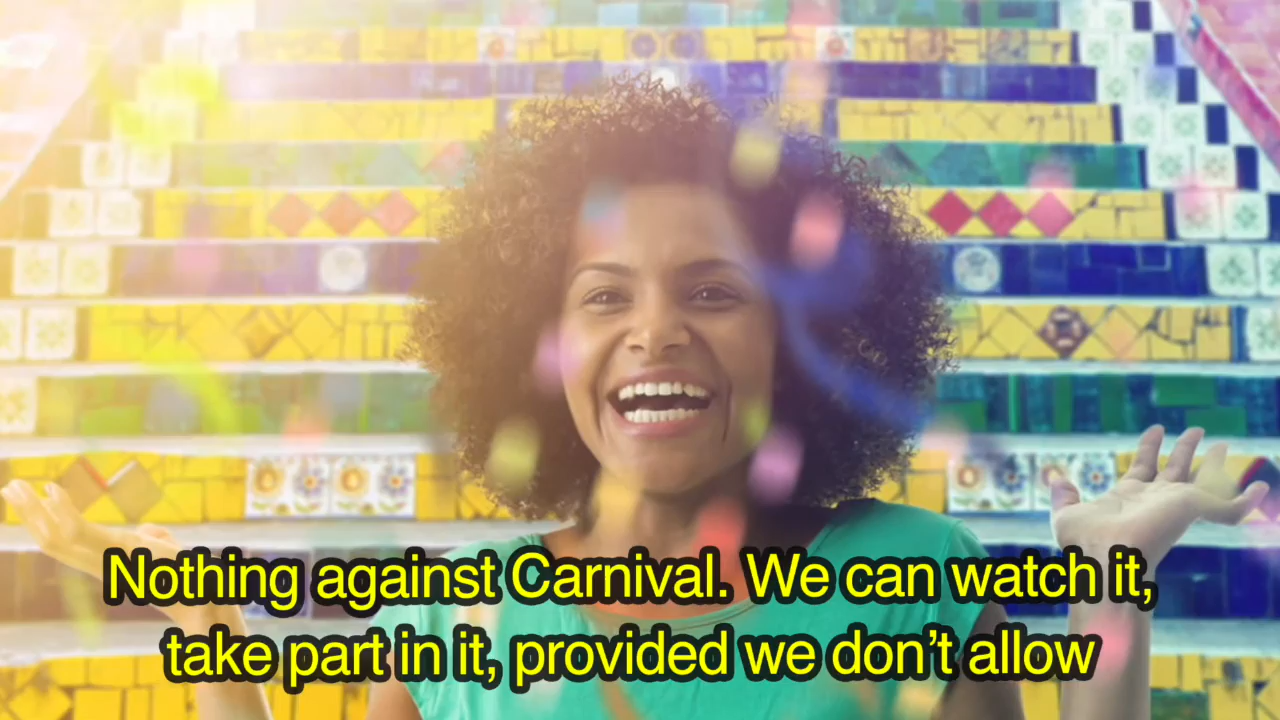 Nothing against Carnival. We can watch it,
take part in it, provided we don’t allow